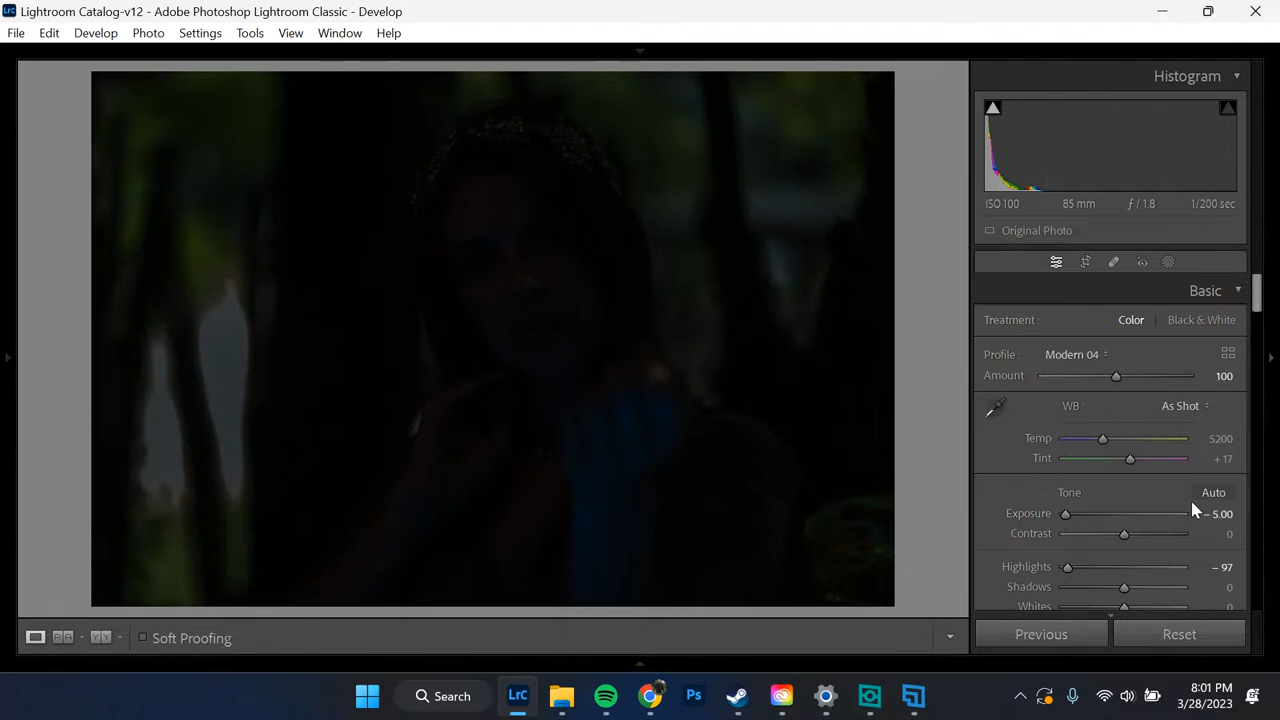 Lightroom Catalog-v12 - Adobe Photoshop Lightroom Classic - Develop
File Edit Develop Photo Settings Tools View Window Help
Histogram
ISO 100 85 mm ƒ / 1.8 1/200 sec
Original Photo
Basic
Treatment : Color Black & White
Profile : Modern 04
Amount 100
WB : As Shot
Temp 5200
Tint + 17
Tone Auto
Exposure – 5.00
Contrast 0
Highlights – 97
Shadows 0
Whites 0
Soft Proofing
Previous Reset
LrC Search Ps
8:01 PM
3/28/2023